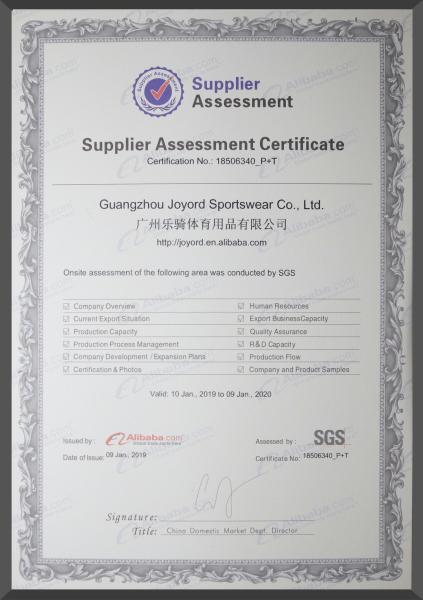 Supplier Assessment
Supplier
Assessment
Supplier Assessment Certificate
Certification No.: 18506340_P+T
Guangzhou Joyord Sportswear Co., Ltd.
广州乐骑体育用品有限公司
http://joyord.en.alibaba.com
Onsite assessment of the following area was conducted by SGS
Company Overview
Human Resources
Current Export Situation
Export BusinessCapacity
Production Capacity
Quality Assurance
Production Process Management
R&D Capacity
Company Development / Expansion Plans
Production Flow
Certification & Photos
Company and Product Samples
Valid: 10 Jan., 2019 to 09 Jan., 2020
Issued by : Alibaba.com
Global trade starts here
Assessed by : SGS
Date of Issue: 09 Jan., 2019
Certificate No: 18506340_P+T
Signature:
Title: China Domestic Market Dept. Director